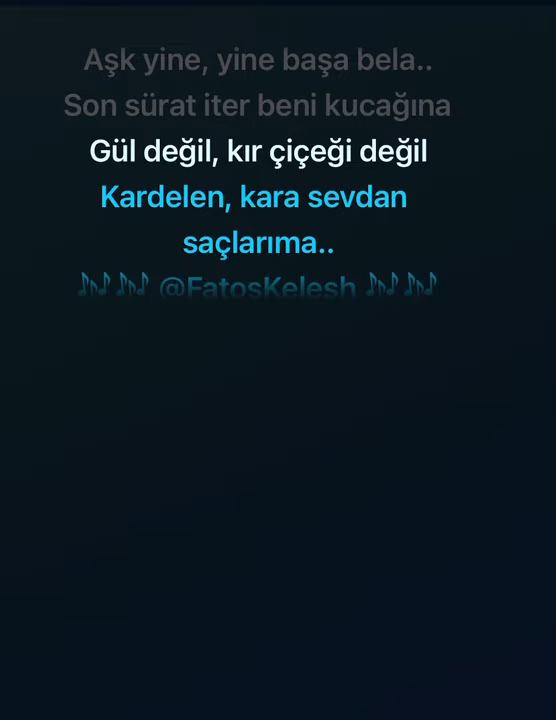 Aşk yine, yine başa bela..
Son sürat iter beni kucağına
Gül değil, kır çiçeği değil
Kardelen, kara sevdan
saçlarıma..
🎶🎶 @FatosKelesh 🎶🎶